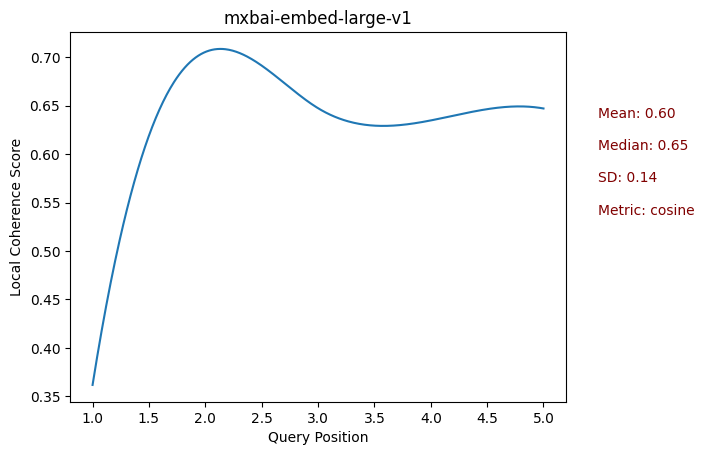 mxbai-embed-large-v1
0.70
0.65
0.60
0.55
0.50
0.45
0.40
0.35
Local Coherence Score
1.0 1.5 2.0 2.5 3.0 3.5 4.0 4.5 5.0
Query Position
Mean: 0.60
Median: 0.65
SD: 0.14
Metric: cosine